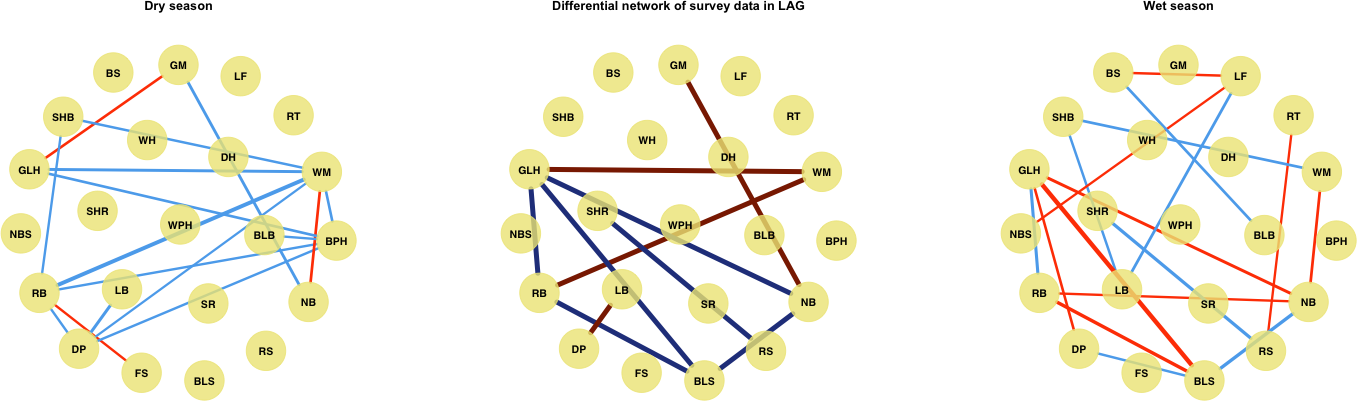 Dry season
GM
BS
LF
SHB
RT
WH
DH
GLH
WM
SHR
WPH
NBS
BLB
BPH
RB
LB
SR
NB
DP
RS
FS
BLS
Differential network of survey data in LAG
GM
BS
LF
SHB
RT
WH
DH
GLH
WM
SHR
WPH
NBS
BLB
BPH
RB
LB
SR
NB
DP
RS
FS
BLS
Wet season
GM
BS
LF
SHB
RT
WH
DH
GLH
WM
SHR
WPH
NBS
BLB
BPH
RB
LB
SR
NB
DP
RS
FS
BLS